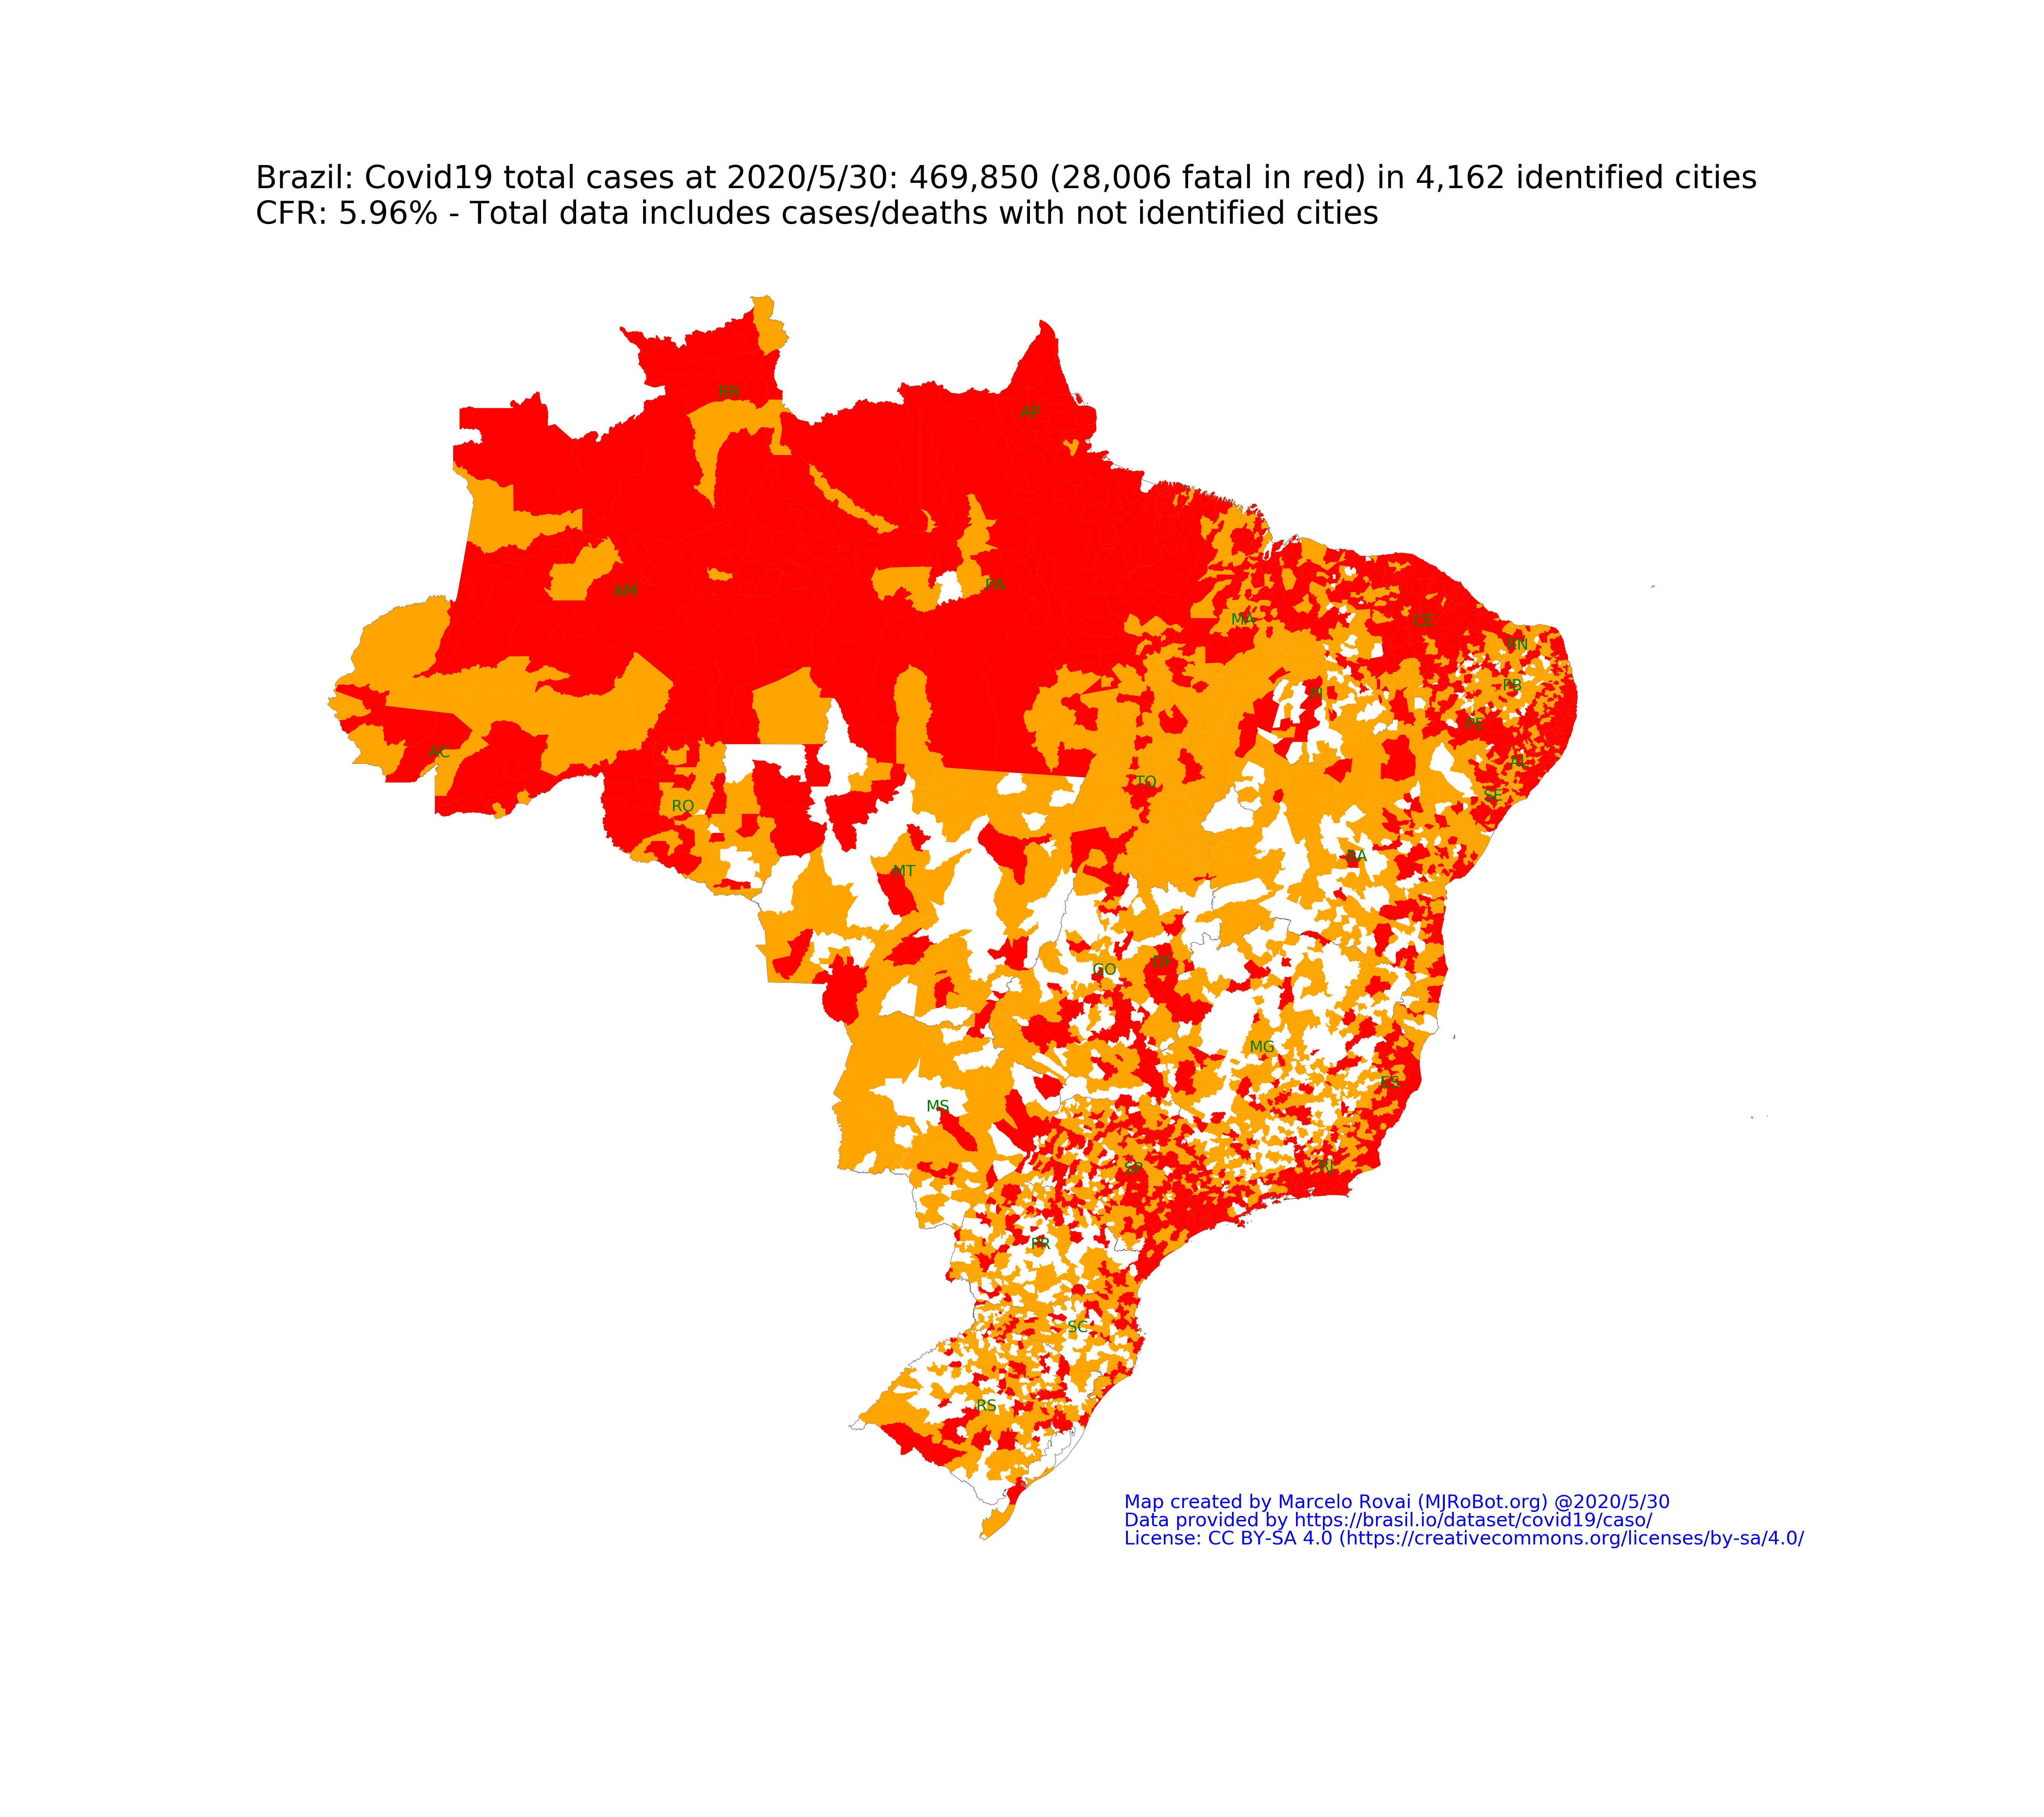 Brazil: Covid19 total cases at 2020/5/30: 469,850 (28,006 fatal in red) in 4,162 identified cities
CFR: 5.96% - Total data includes cases/deaths with not identified cities
RR
AP
AM
PA
MA
CE
RN
PB
PI
PE
AC
AL
TO
SE
RO
BA
MT
DF
GO
MG
ES
MS
RJ
SP
PR
SC
RS
Map created by Marcelo Rovai (MJRoBot.org) @2020/5/30
Data provided by https://brasil.io/dataset/covid19/caso/
License: CC BY-SA 4.0 (https://creativecommons.org/licenses/by-sa/4.0/